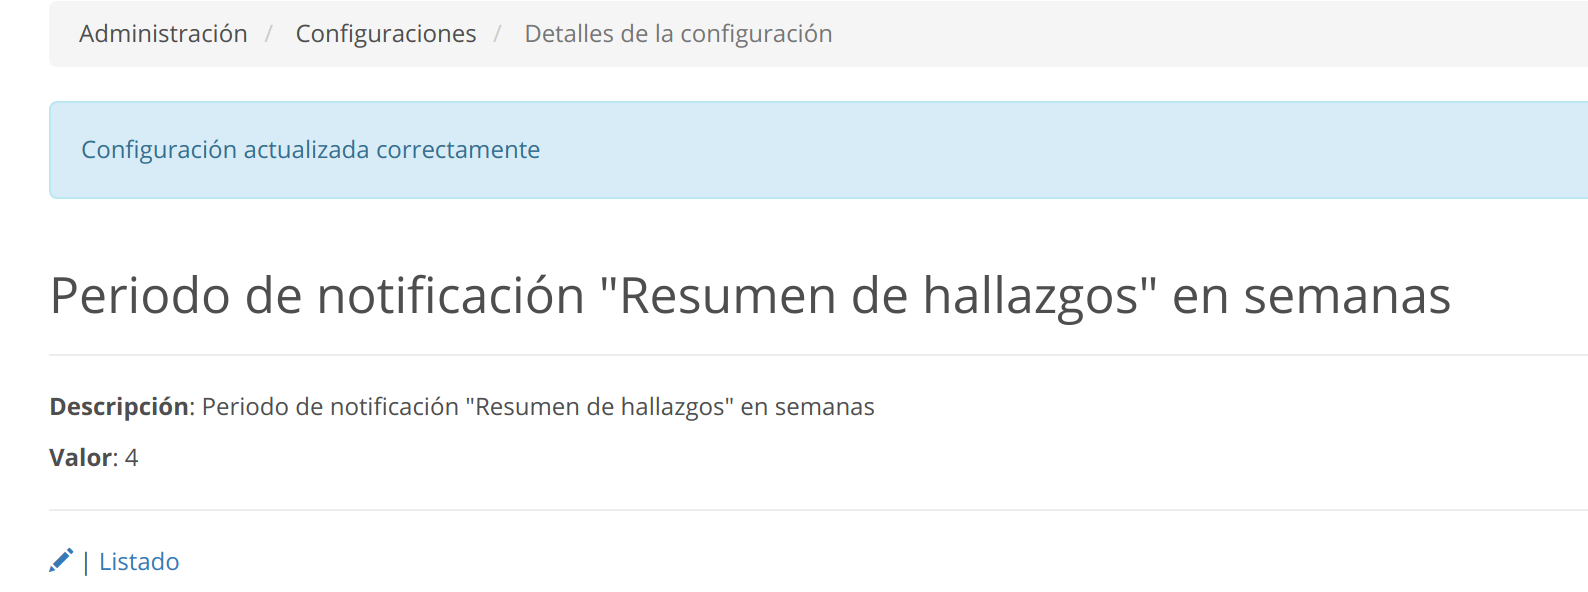 Administración / Configuraciones / Detalles de la configuración
Configuración actualizada correctamente
Periodo de notificación "Resumen de hallazgos" en semanas
Descripción: Periodo de notificación "Resumen de hallazgos" en semanas
Valor: 4
| Listado